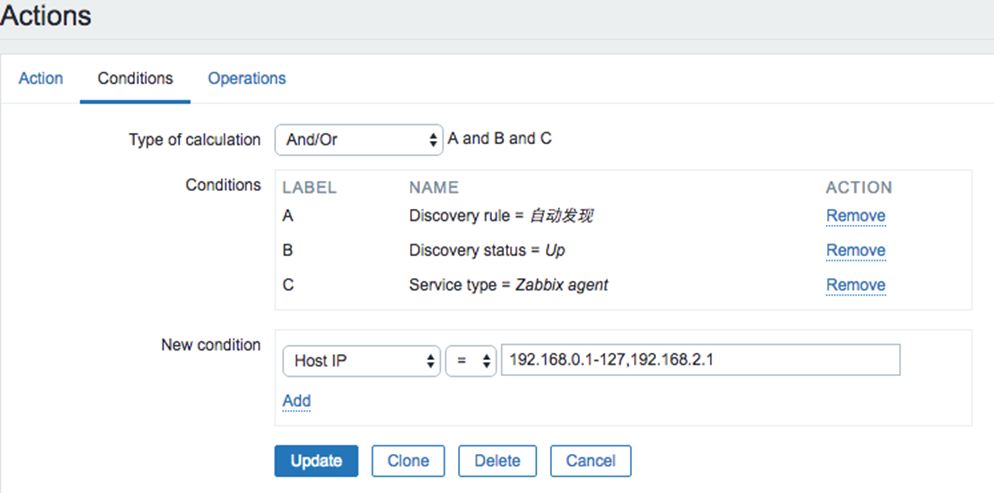 Actions
Action Conditions Operations
Type of calculation And/Or A and B and C
Conditions LABEL NAME ACTION
A Discovery rule = 自动发现 Remove
B Discovery status = Up Remove
C Service type = Zabbix agent Remove
New condition
Host IP = 192.168.0.1-127,192.168.2.1
Add
Update Clone Delete Cancel